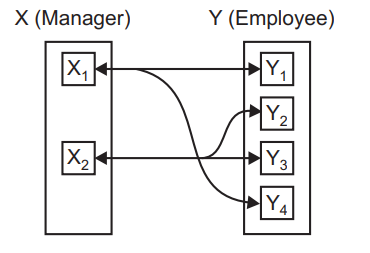 X (Manager) Y (Employee)
X₁ Y₁
Y₂
X₂ Y₃
Y₄